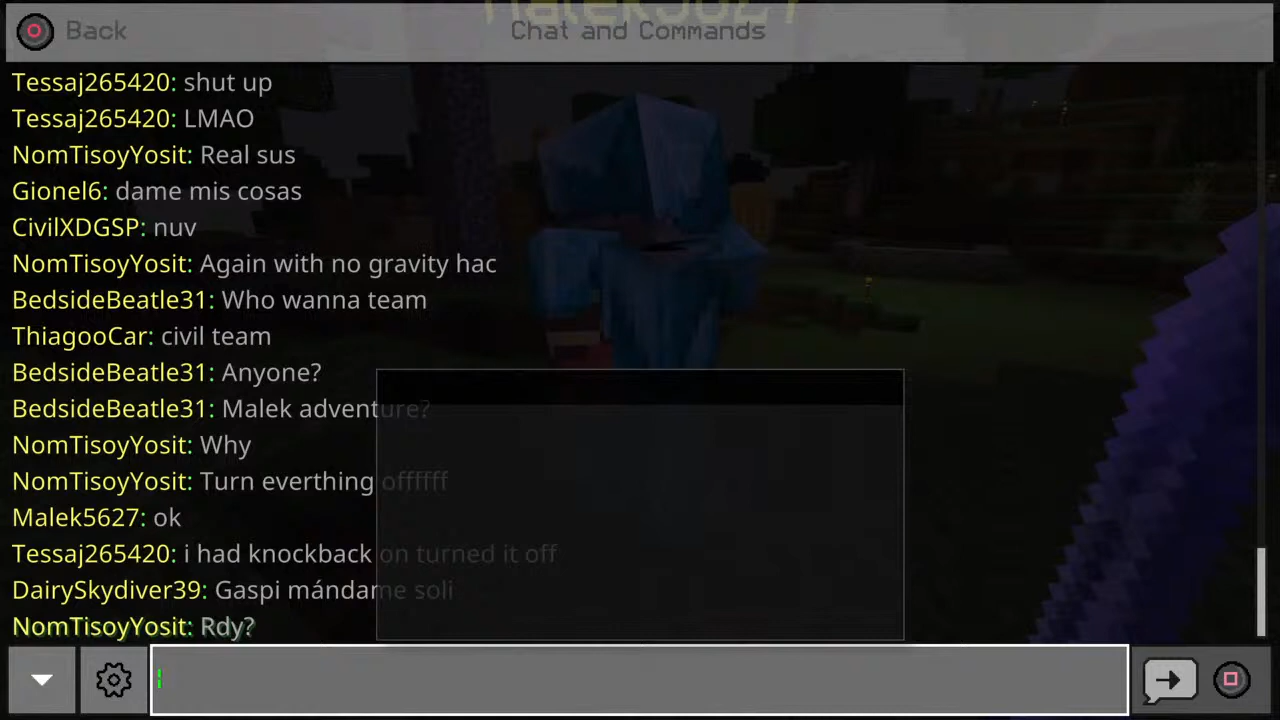 Malek5627
Back
Chat and Commands
Tessaj265420: shut up
Tessaj265420: LMAO
NomTisoyYosit: Real sus
Gionel6: dame mis cosas
CivilXDGSP: nuv
NomTisoyYosit: Again with no gravity hac
BedsideBeatle31: Who wanna team
ThiagooCar: civil team
BedsideBeatle31: Anyone?
BedsideBeatle31: Malek adventure?
NomTisoyYosit: Why
NomTisoyYosit: Turn everthing offffff
Malek5627: ok
Tessaj265420: i had knockback on turned it off
DairySkydiver39: Gaspi mándame soli
NomTisoyYosit: Rdy?